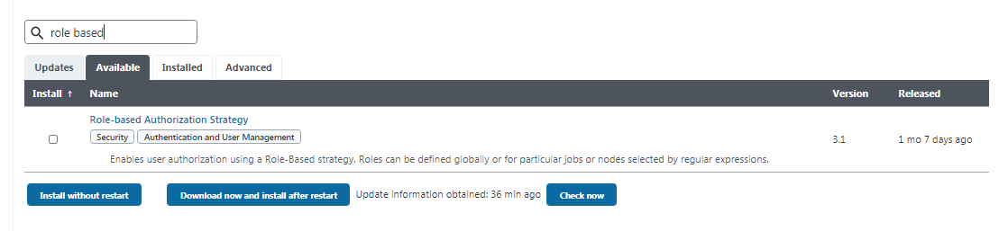 role based
Updates Available Installed Advanced
Install ↑ Name Version Released
Role-based Authorization Strategy
Security Authentication and User Management
3.1 1 mo 7 days ago
Enables user authorization using a Role-Based strategy. Roles can be defined globally or for particular jobs or nodes selected by regular expressions.
Install without restart Download now and install after restart Update information obtained: 36 min ago Check now